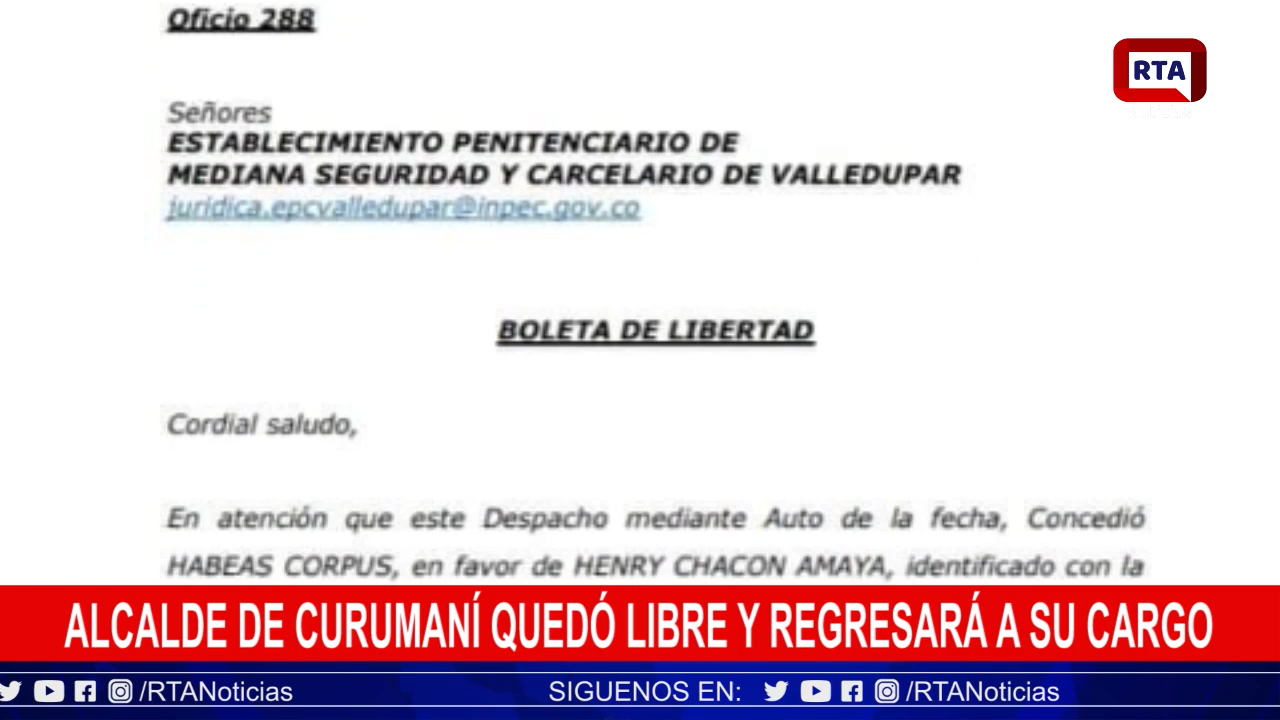 Oficio 288
RTA
Señores
ESTABLECIMIENTO PENITENCIARIO DE
MEDIANA SEGURIDAD Y CARCELARIO DE VALLEDUPAR
juridica.epcvalledupar@inpec.gov.co
BOLETA DE LIBERTAD
Cordial saludo,
En atención que este Despacho mediante Auto de la fecha, Concedió
HABEAS CORPUS, en favor de HENRY CHACON AMAYA, identificado con la
ALCALDE DE CURUMANÍ QUEDÓ LIBRE Y REGRESARÁ A SU CARGO
/RTANoticias SIGUENOS EN: /RTANoticias